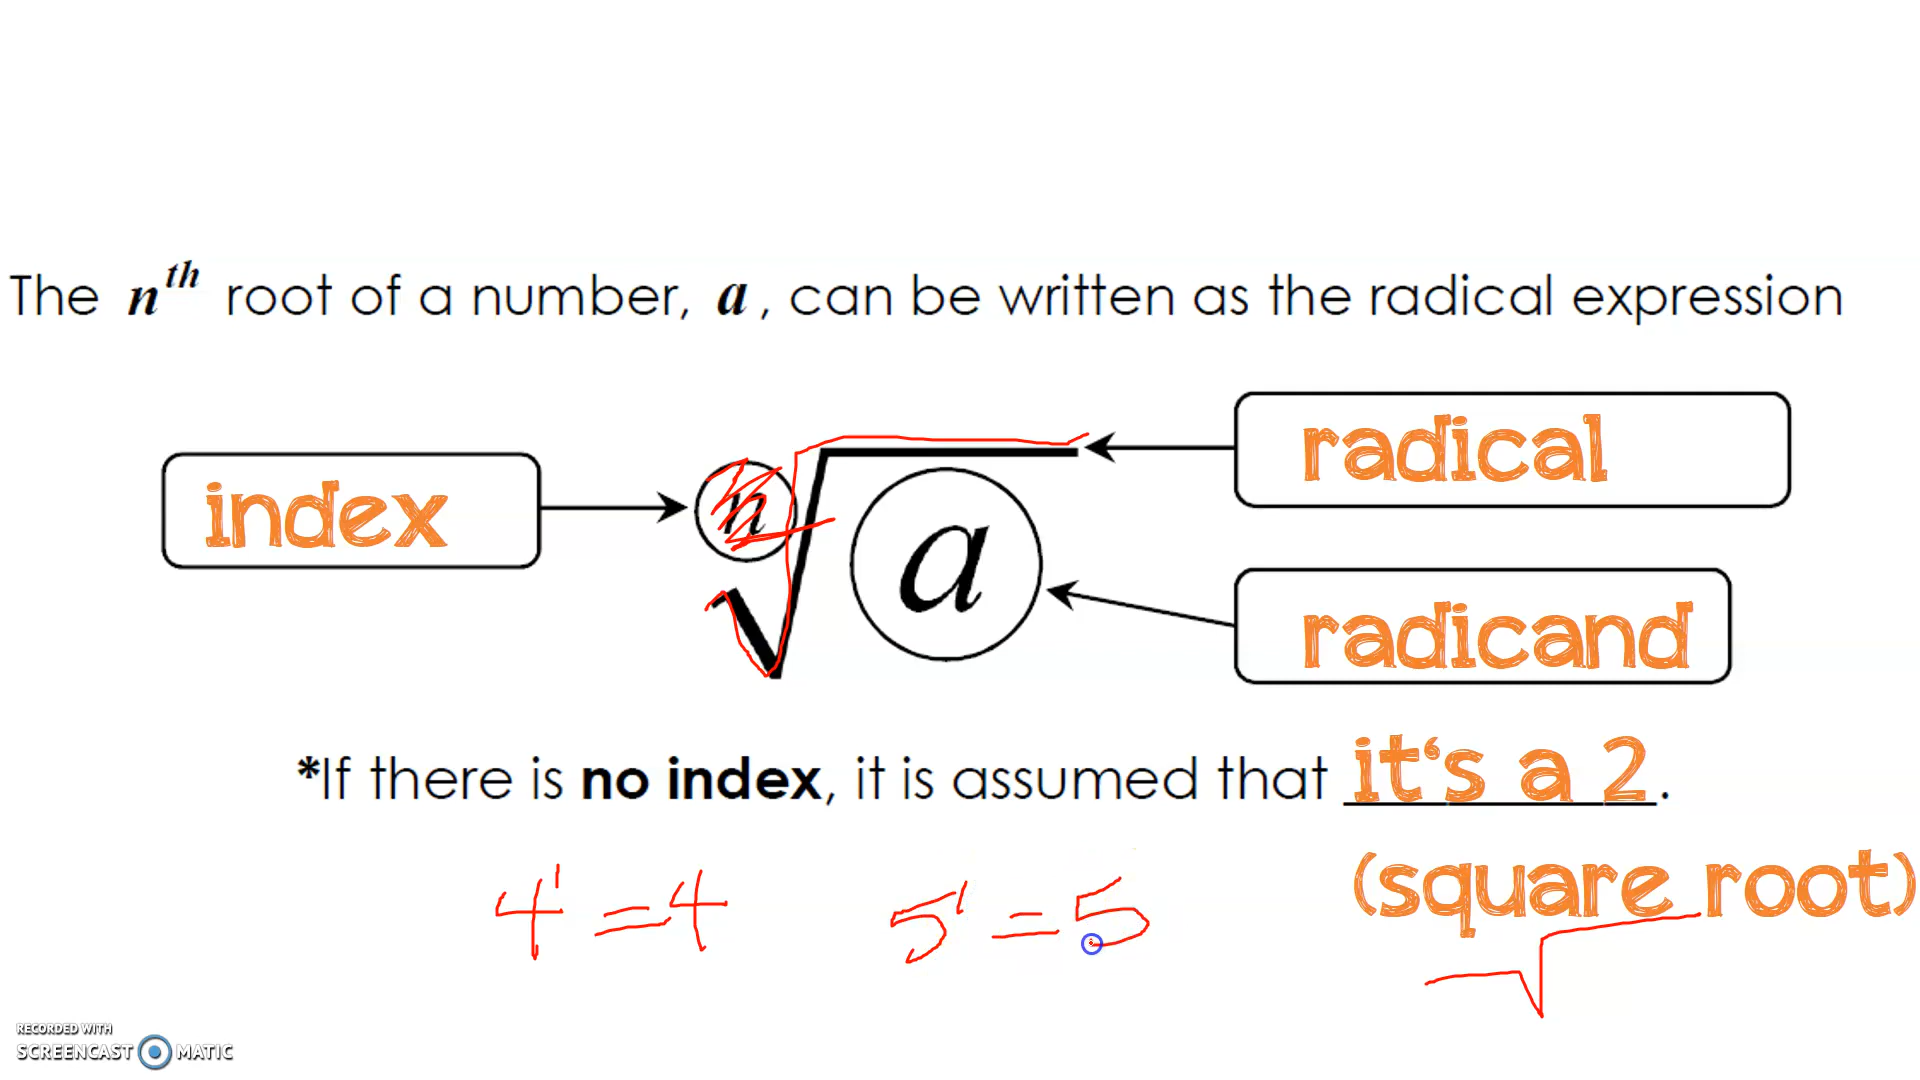 The nᵗʰ root of a number, a, can be written as the radical expression
radical
index
n
a
radicand
*If there is no index, it is assumed that it's a 2.
(square root)
4¹ = 4
5¹ = 5
√
RECORDED WITH
SCREENCAST MATIC